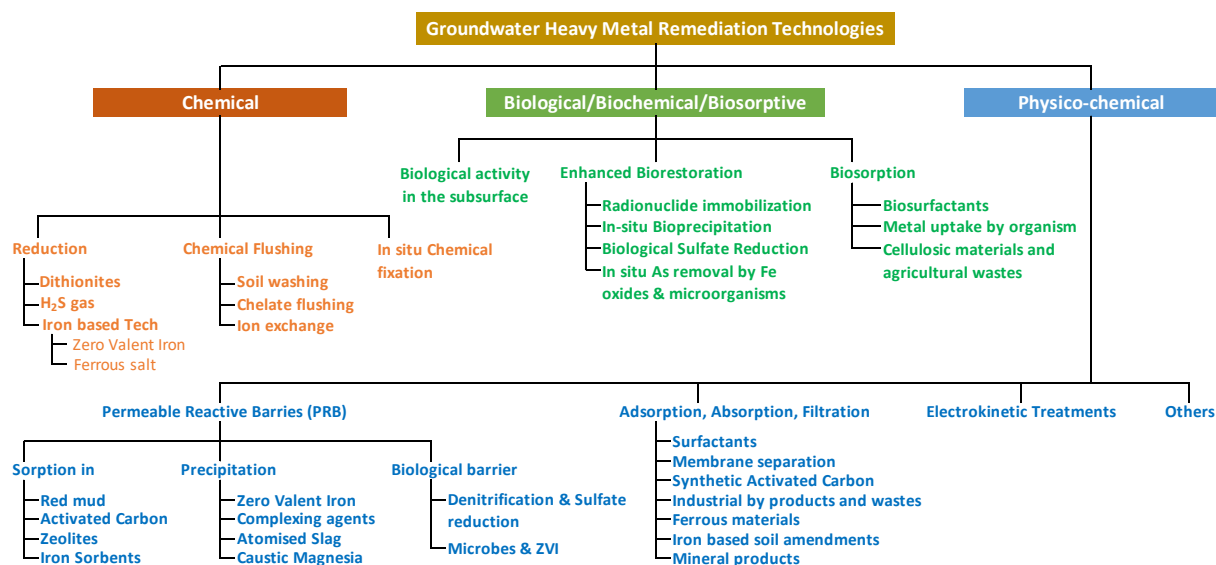 Groundwater Heavy Metal Remediation Technologies
Chemical
Biological/Biochemical/Biosorptive
Physico-chemical
Biological activity
in the subsurface
Enhanced Biorestoration
Radionuclide immobilization
In-situ Bioprecipitation
Biological Sulfate Reduction
In situ As removal by Fe
oxides & microorganisms
Biosorption
Biosurfactants
Metal uptake by organism
Cellulosic materials and
agricultural wastes
Reduction
Dithionites
H₂S gas
Iron based Tech
Zero Valent Iron
Ferrous salt
Chemical Flushing
Soil washing
Chelate flushing
Ion exchange
In situ Chemical
fixation
Permeable Reactive Barries (PRB)
Sorption in
Red mud
Activated Carbon
Zeolites
Iron Sorbents
Precipitation
Zero Valent Iron
Complexing agents
Atomised Slag
Caustic Magnesia
Biological barrier
Denitrification & Sulfate
reduction
Microbes & ZVI
Adsorption, Absorption, Filtration
Surfactants
Membrane separation
Synthetic Activated Carbon
Industrial by products and wastes
Ferrous materials
Iron based soil amendments
Mineral products
Electrokinetic Treatments
Others